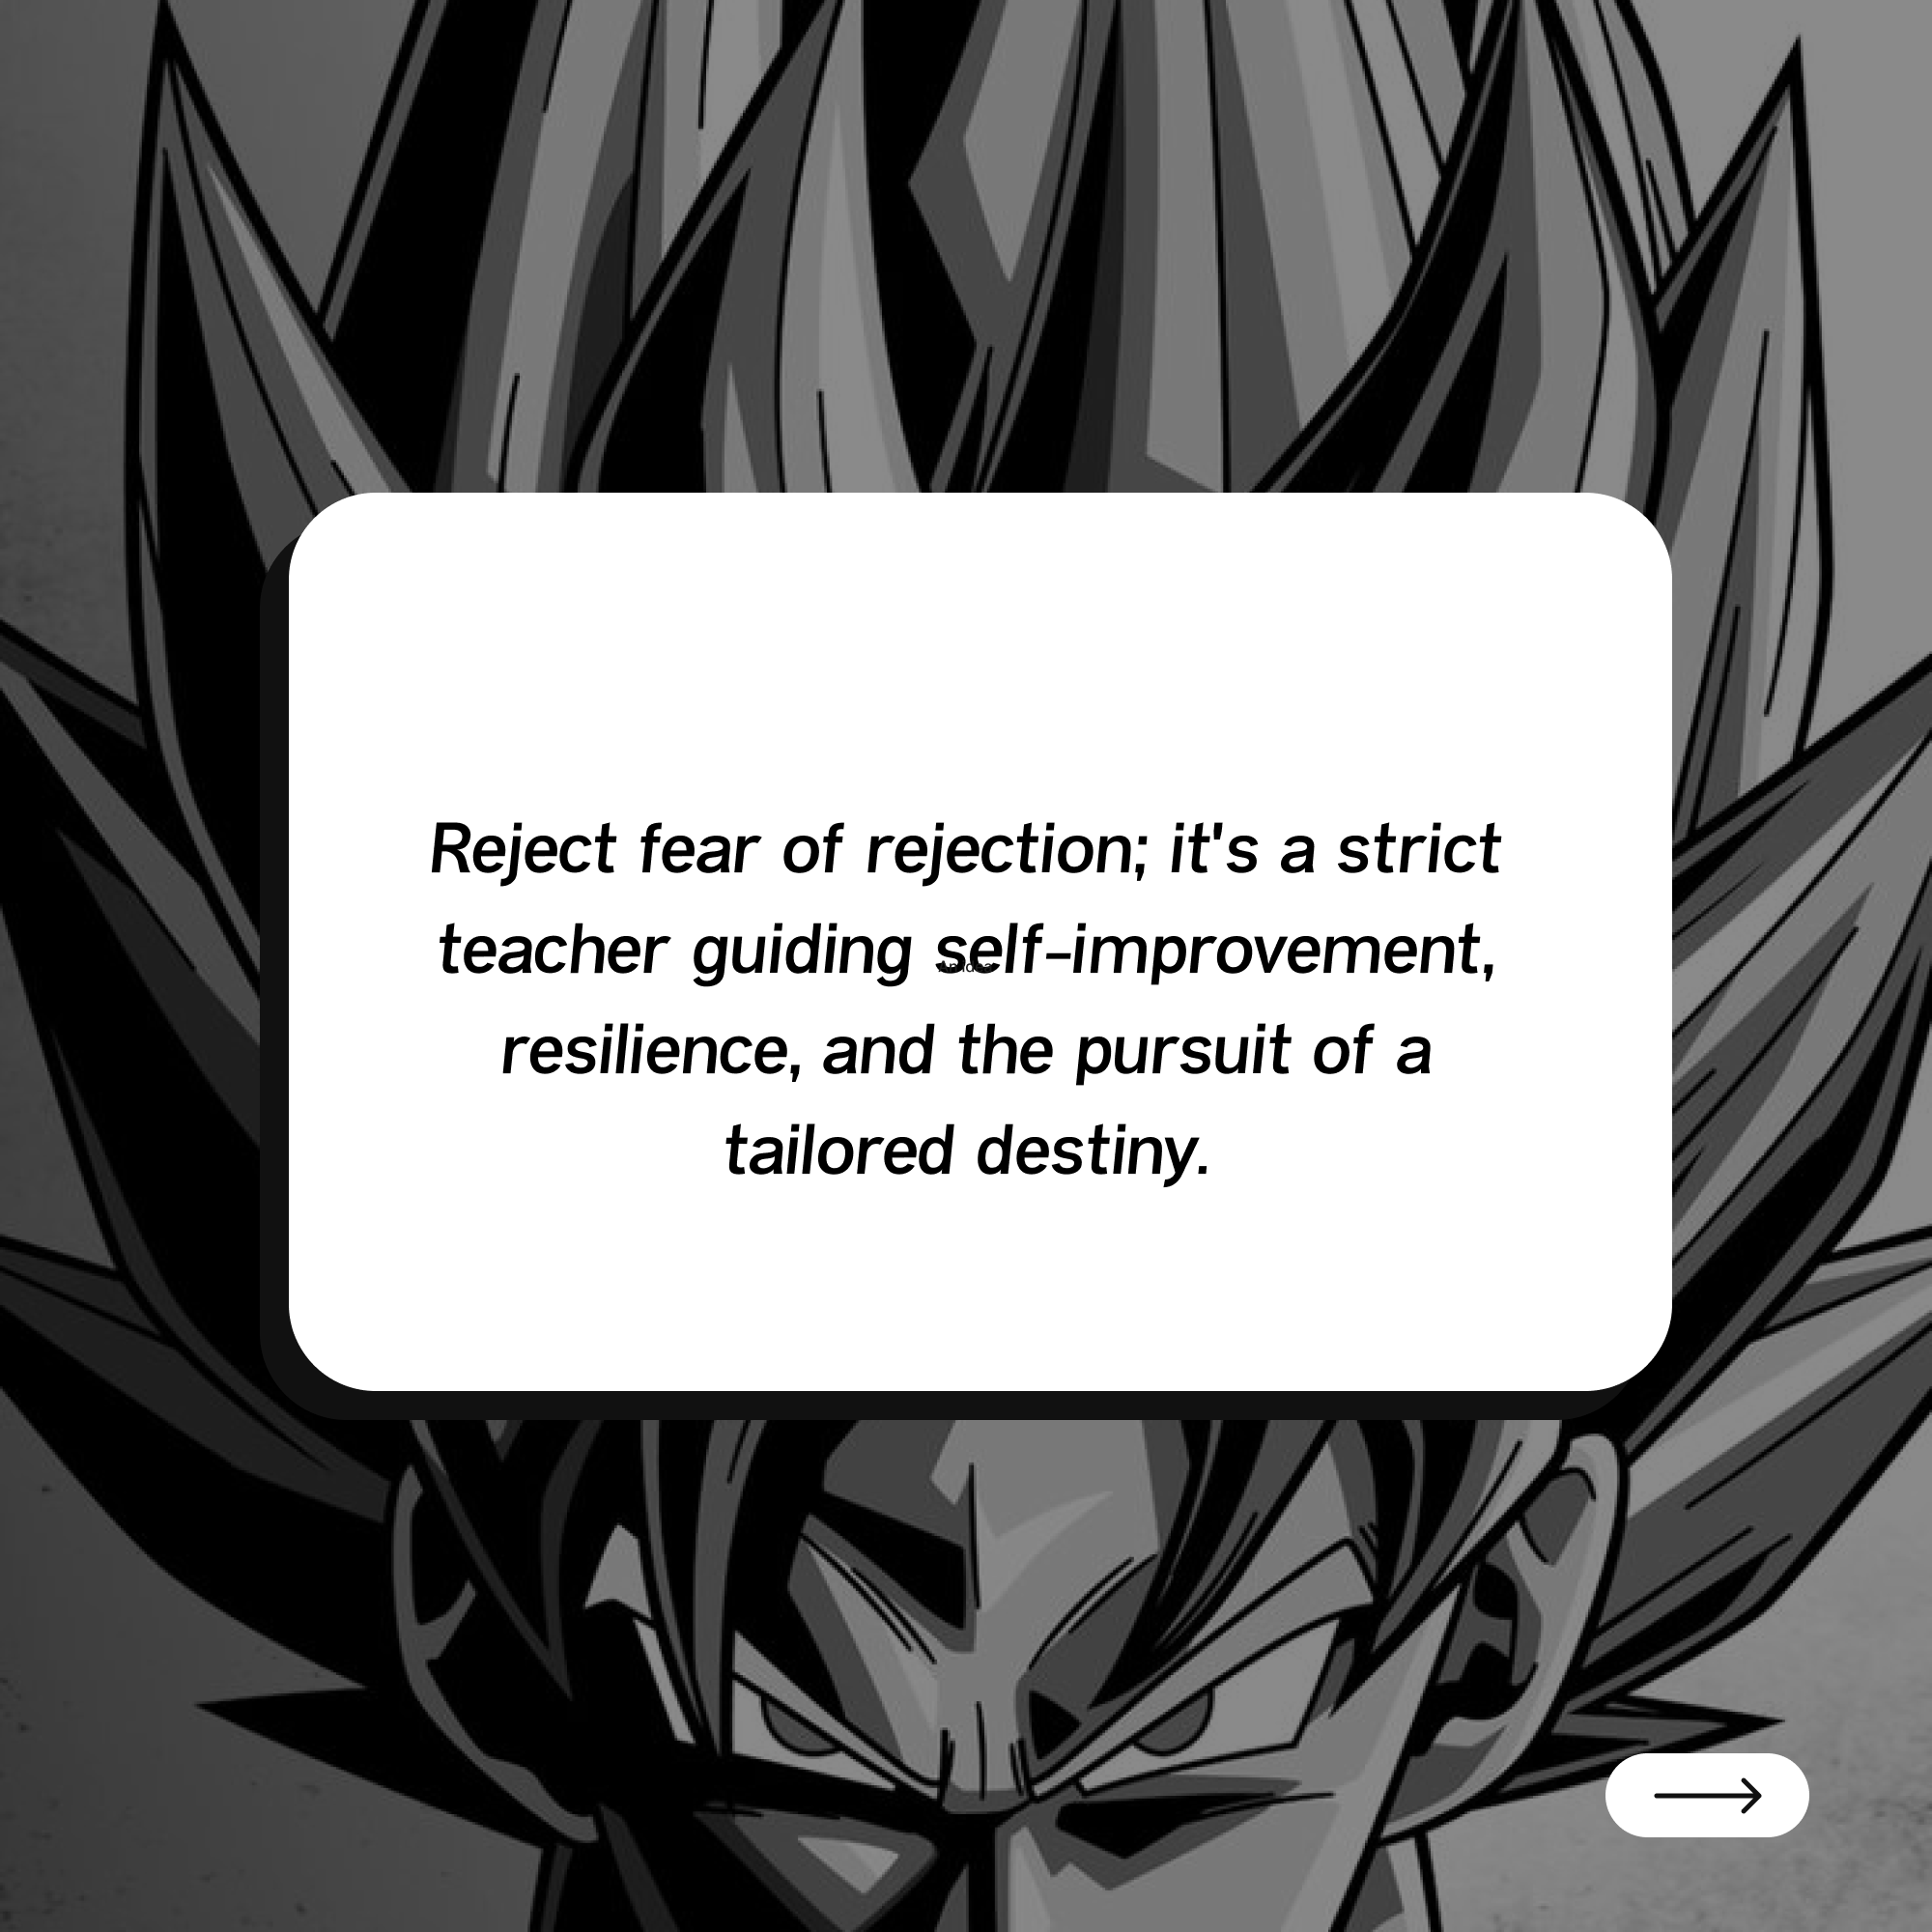 Reject fear of rejection; it's a strict
teacher guiding self-improvement,
resilience, and the pursuit of a
tailored destiny.